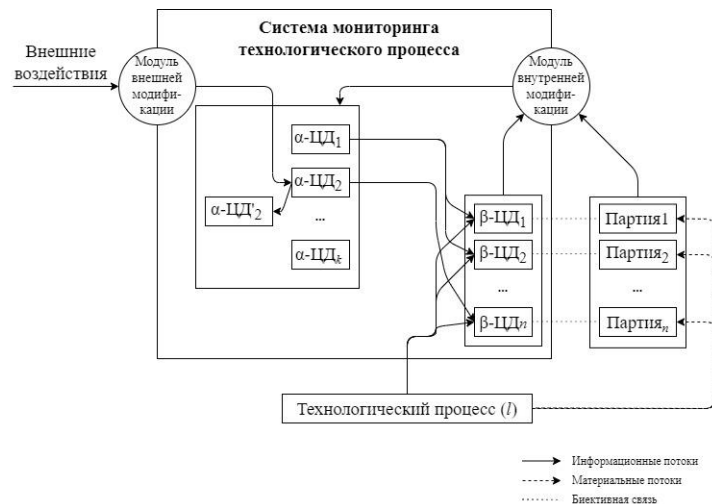 Система мониторинга
технологического процесса
Внешние
воздействия
Модуль
внешней
модифи-
кации
Модуль
внутренней
модифи-
кации
α-ЦД1
α-ЦД2
α-ЦД'2
...
α-ЦДk
β-ЦД1
β-ЦД2
...
β-ЦДn
Партия1
Партия2
...
Партияn
Технологический процесс (l)
Информационные потоки
Материальные потоки
Биективная связь